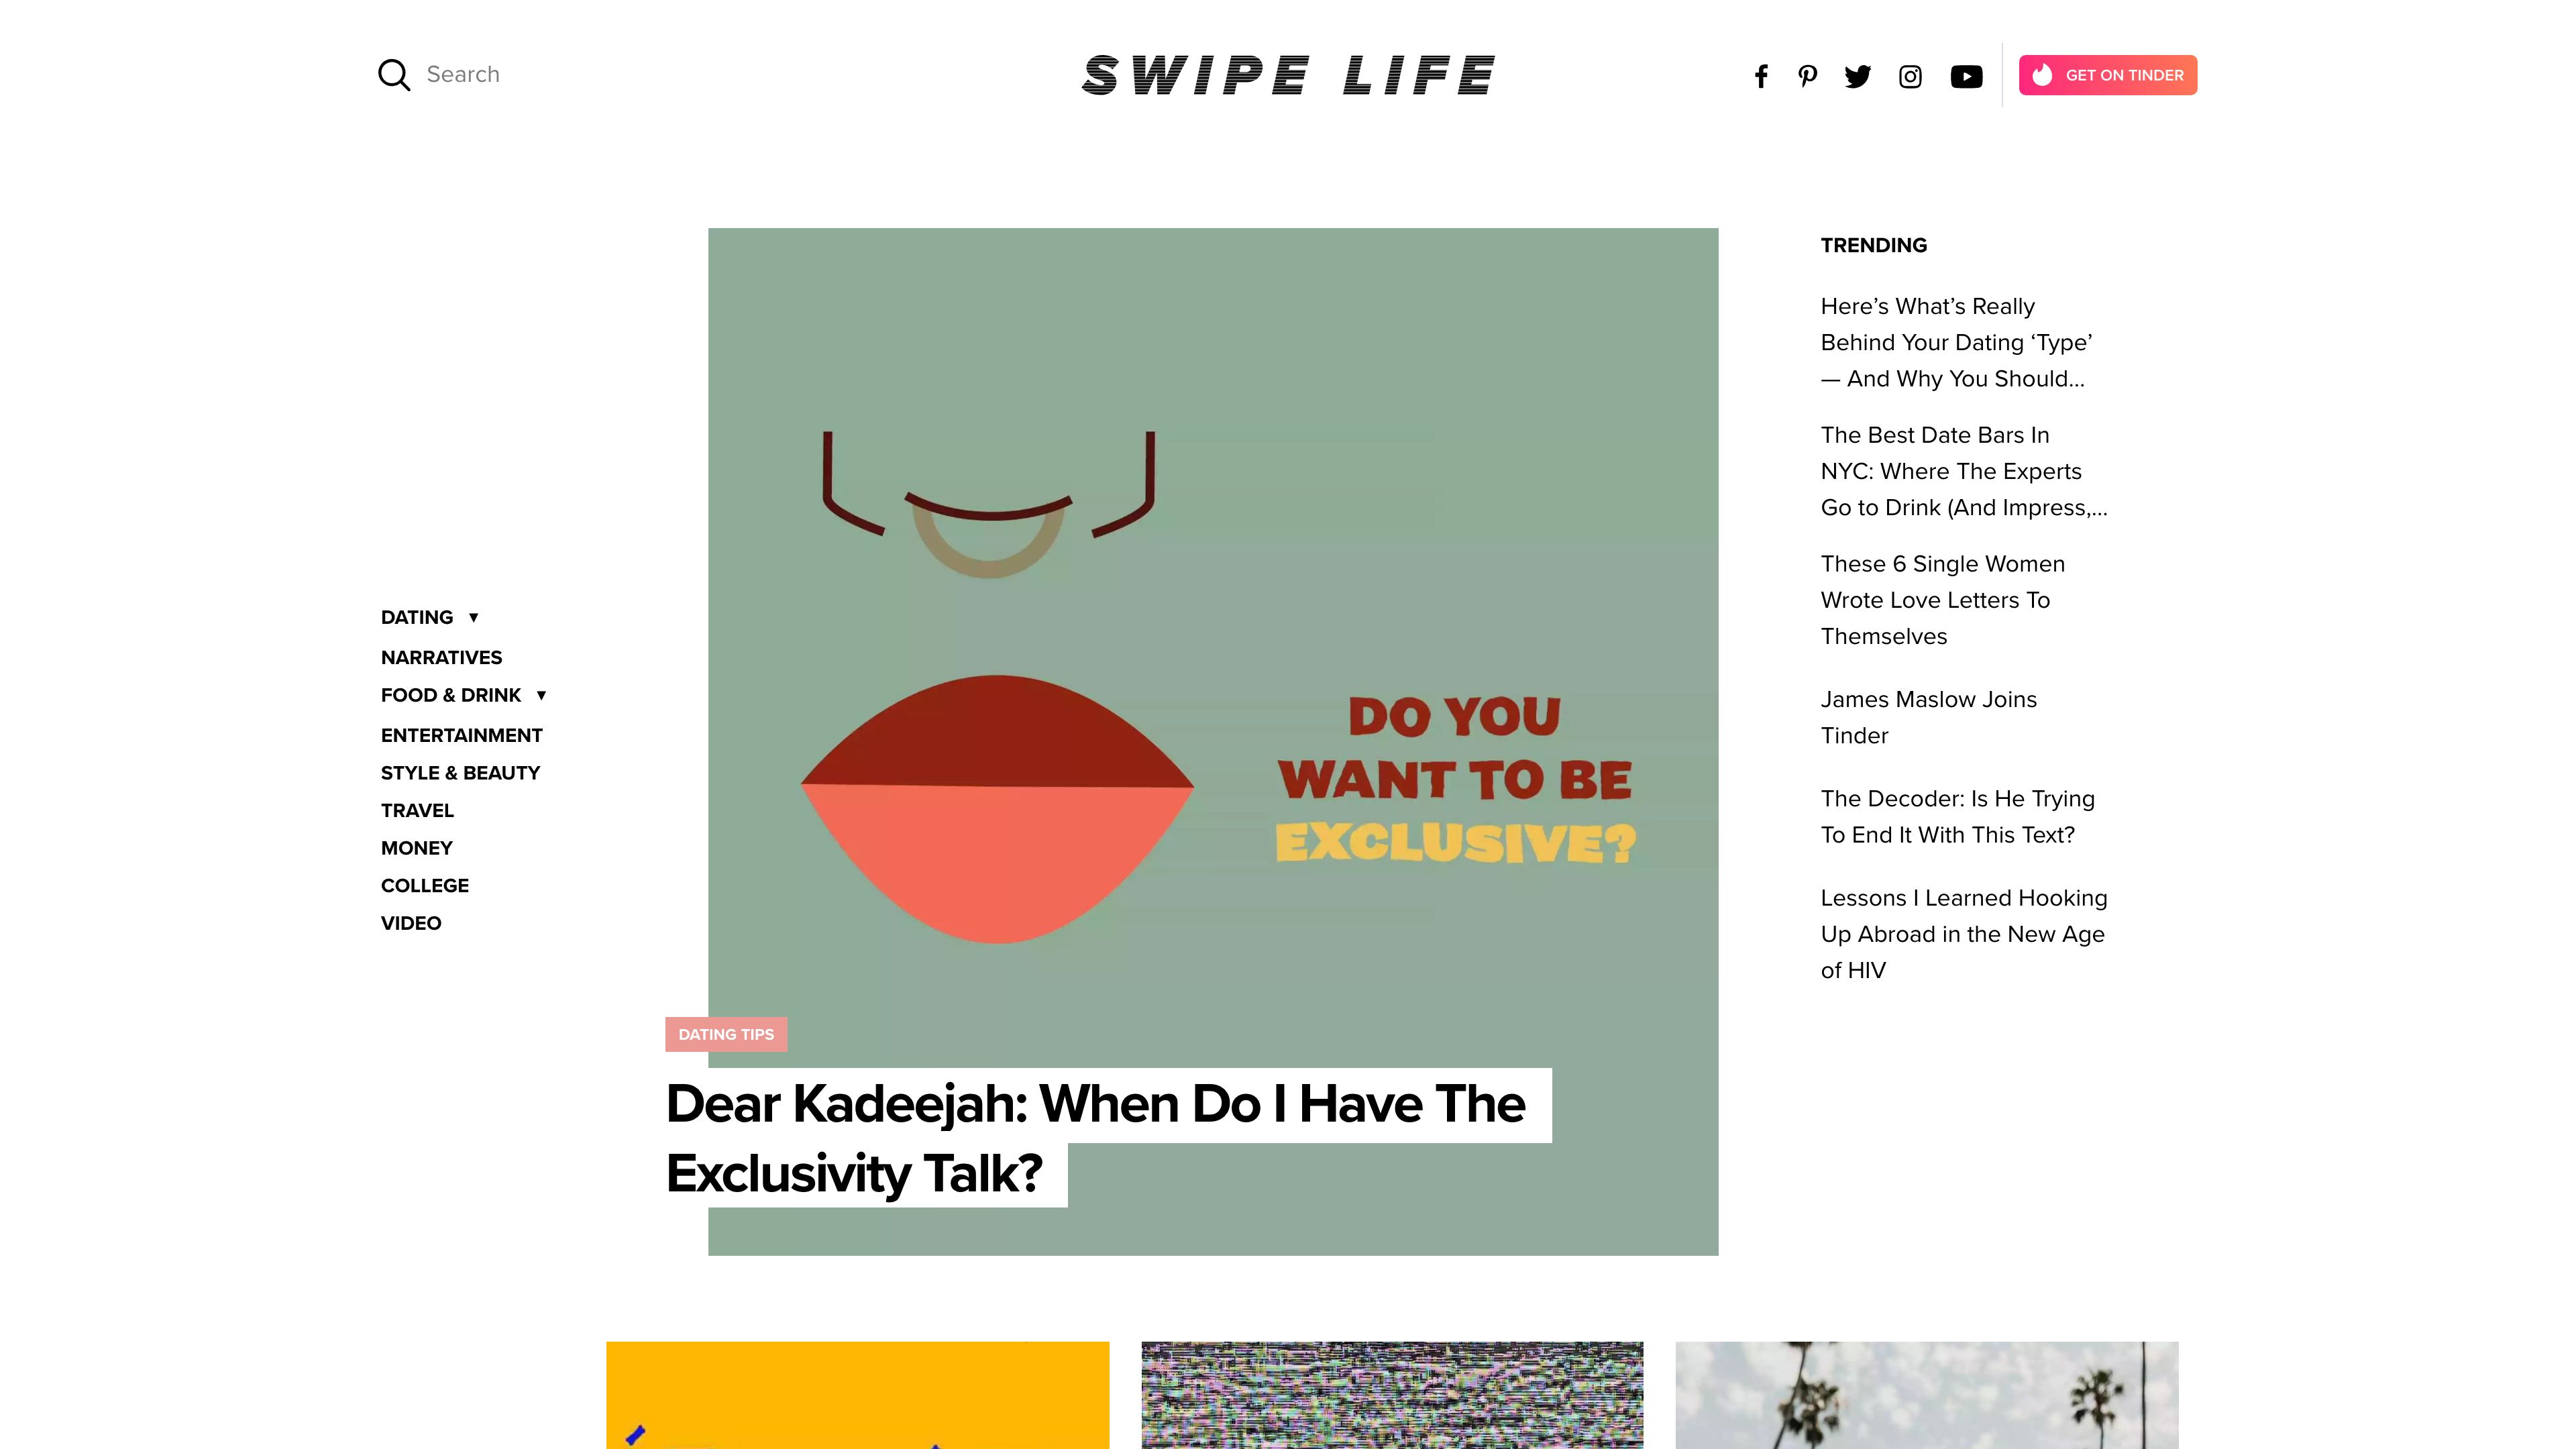 Search
SWIPE LIFE
GET ON TINDER
DATING ▼
NARRATIVES
FOOD & DRINK ▼
ENTERTAINMENT
STYLE & BEAUTY
TRAVEL
MONEY
COLLEGE
VIDEO
DO YOU
WANT TO BE
EXCLUSIVE?
DATING TIPS
Dear Kadeejah: When Do I Have The
Exclusivity Talk?
TRENDING
Here’s What’s Really
Behind Your Dating ‘Type’
— And Why You Should...
The Best Date Bars In
NYC: Where The Experts
Go to Drink (And Impress,...
These 6 Single Women
Wrote Love Letters To
Themselves
James Maslow Joins
Tinder
The Decoder: Is He Trying
To End It With This Text?
Lessons I Learned Hooking
Up Abroad in the New Age
of HIV